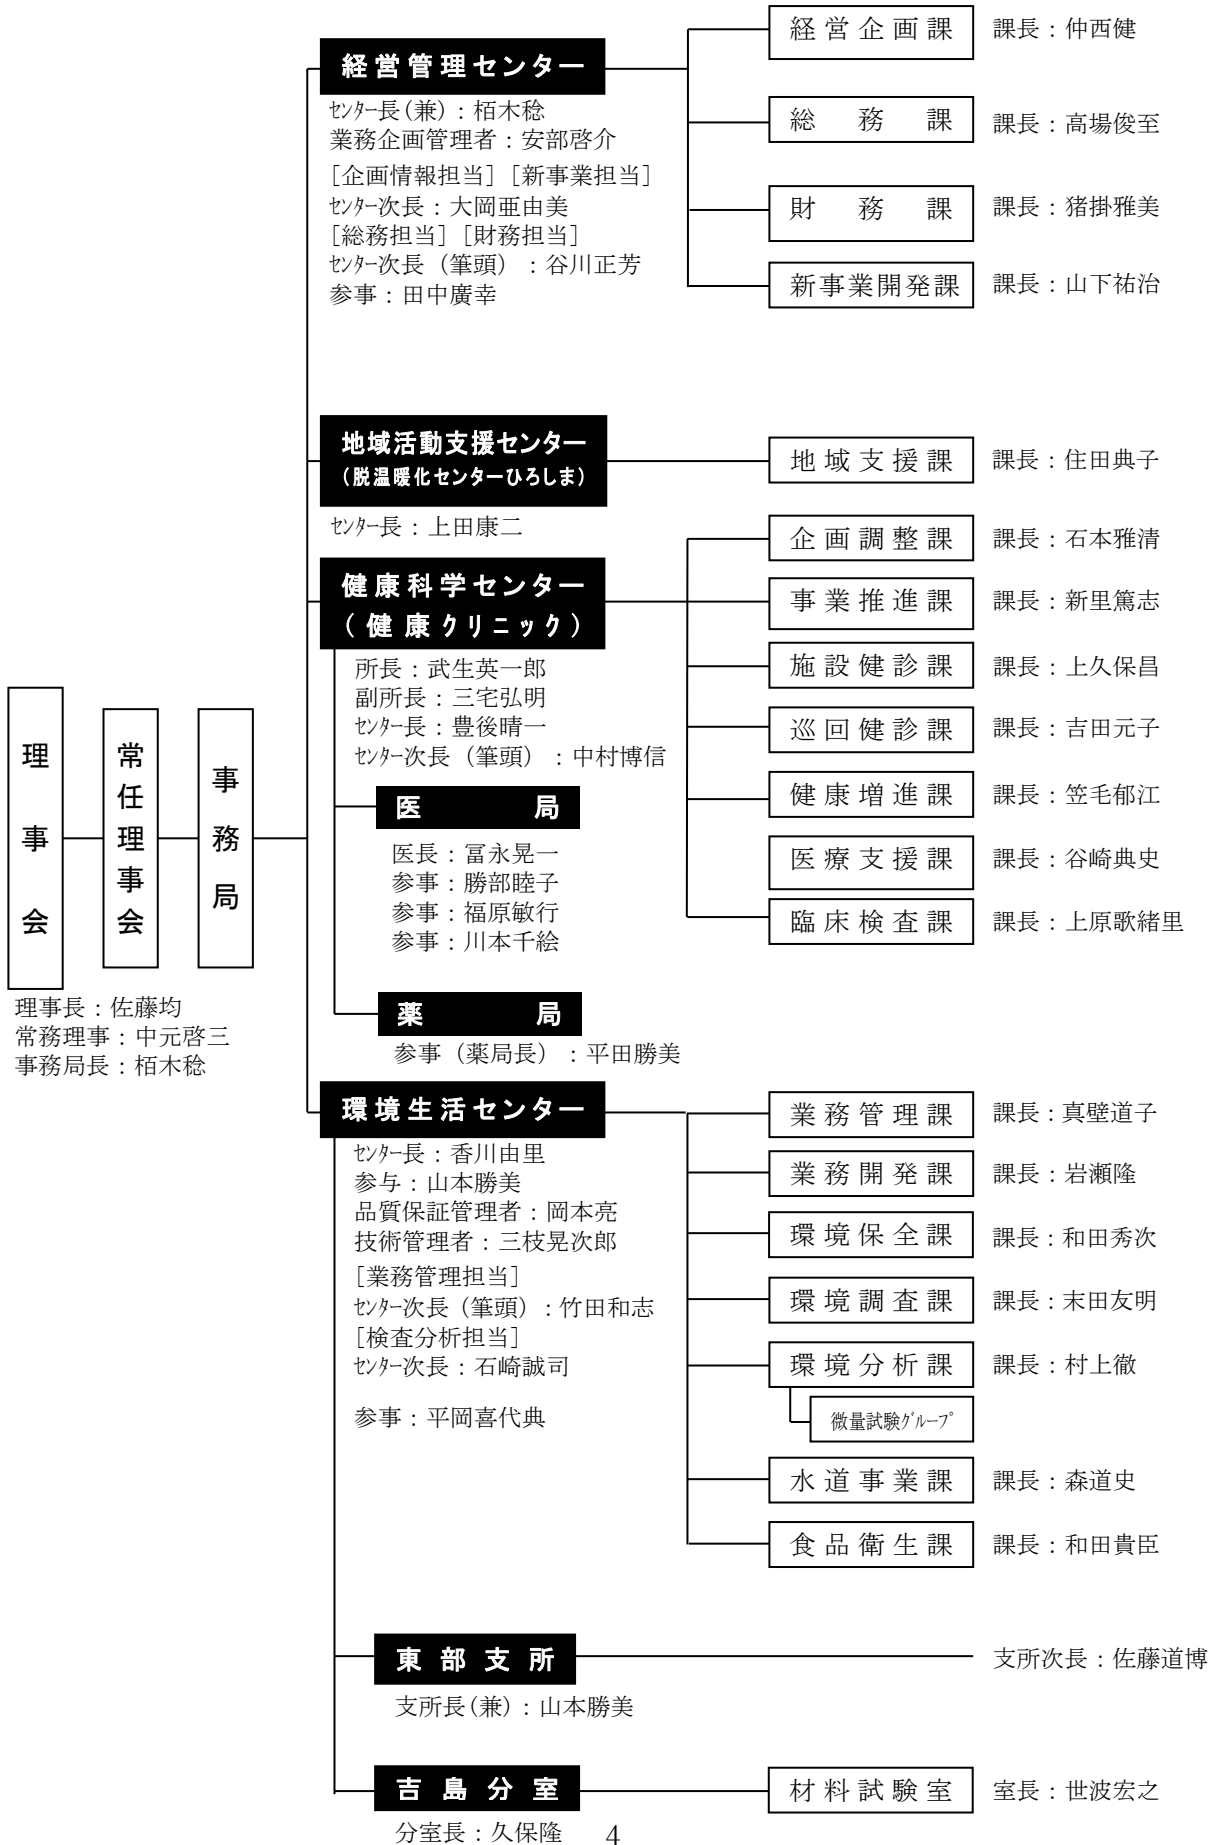 理事会
常任理事会
事務局
理事長：佐藤均
常務理事：中元啓三
事務局長：栢木稔
経営管理センター
ｾﾝﾀｰ長(兼)：栢木稔
業務企画管理者：安部啓介
［企画情報担当］［新事業担当］
ｾﾝﾀｰ次長：大岡亜由美
［総務担当］［財務担当］
ｾﾝﾀｰ次長（筆頭）：谷川正芳
参事：田中廣幸
経営企画課 課長：仲西健
総務課 課長：高場俊至
財務課 課長：猪掛雅美
新事業開発課 課長：山下祐治
地域活動支援センター
（脱温暖化センターひろしま）
ｾﾝﾀｰ長：上田康二
地域支援課 課長：住田典子
健康科学センター
（健康クリニック）
所長：武生英一郎
副所長：三宅弘明
ｾﾝﾀｰ長：豊後晴一
ｾﾝﾀｰ次長（筆頭）：中村博信
医局
医長：冨永晃一
参事：勝部睦子
参事：福原敏行
参事：川本千絵
薬局
参事（薬局長）：平田勝美
企画調整課 課長：石本雅清
事業推進課 課長：新里篤志
施設健診課 課長：上久保昌
巡回健診課 課長：吉田元子
健康増進課 課長：笠毛郁江
医療支援課 課長：谷崎典史
臨床検査課 課長：上原歌緒里
環境生活センター
ｾﾝﾀｰ長：香川由里
参与：山本勝美
品質保証管理者：岡本亮
技術管理者：三枝晃次郎
［業務管理担当］
ｾﾝﾀｰ次長（筆頭）：竹田和志
［検査分析担当］
ｾﾝﾀｰ次長：石崎誠司
参事：平岡喜代典
業務管理課 課長：真壁道子
業務開発課 課長：岩瀬隆
環境保全課 課長：和田秀次
環境調査課 課長：末田友明
環境分析課 課長：村上徹
微量試験ｸﾞﾙｰﾌﾟ
水道事業課 課長：森道史
食品衛生課 課長：和田貴臣
東部支所 支所次長：佐藤道博
支所長(兼)：山本勝美
吉島分室
分室長：久保隆
材料試験室 室長：世波宏之
4